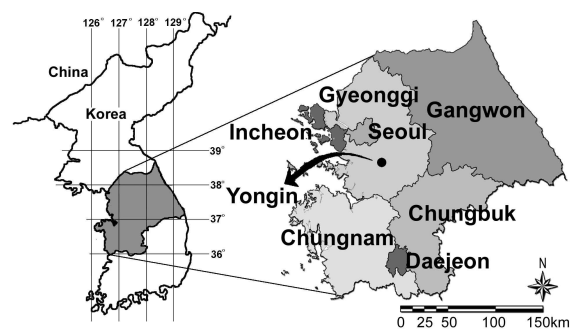 126° 127° 128° 129°
China
Korea
39°
38°
37°
36°
Gyeonggi
Gangwon
Incheon
Seoul
Yongin
Chungbuk
Chungnam
Daejeon
N
0 25 50 100 150km